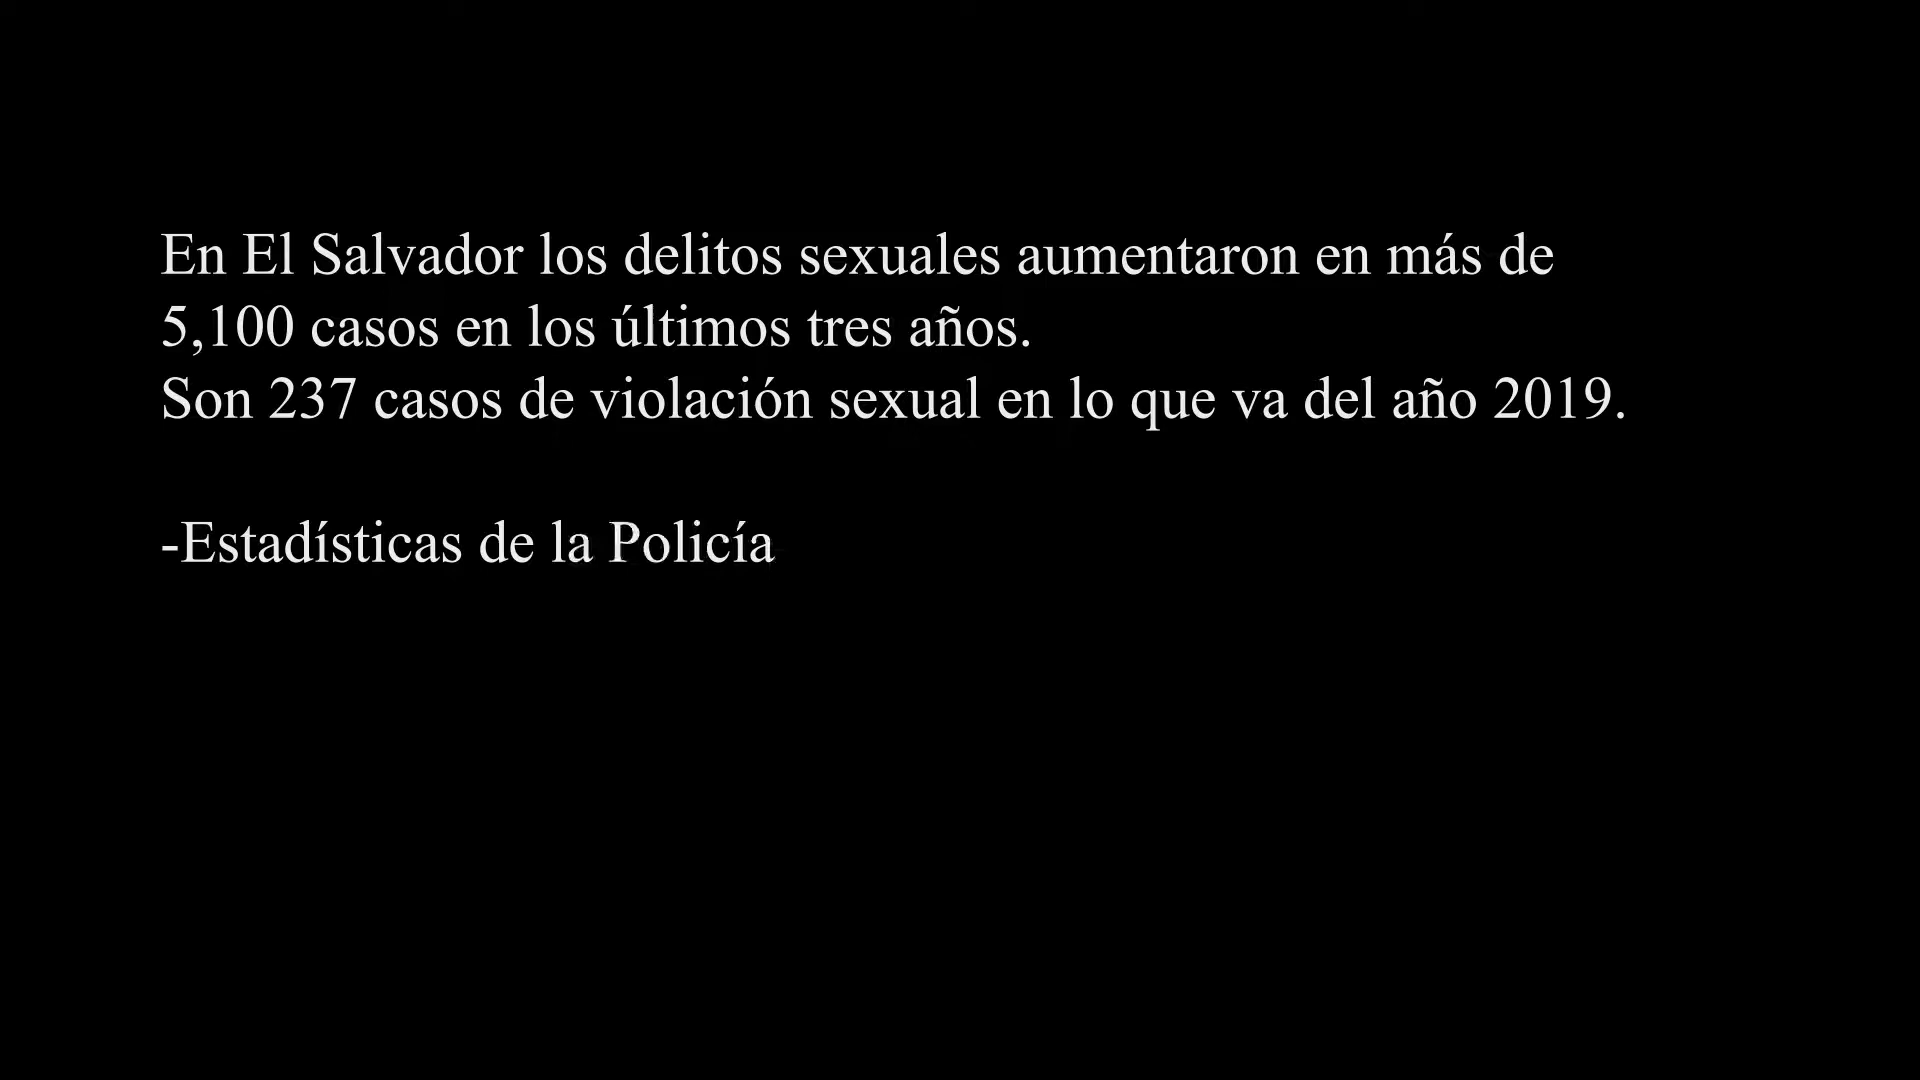 En El Salvador los delitos sexuales aumentaron en más de
5,100 casos en los últimos tres años.
Son 237 casos de violación sexual en lo que va del año 2019.
-Estadísticas de la Policía